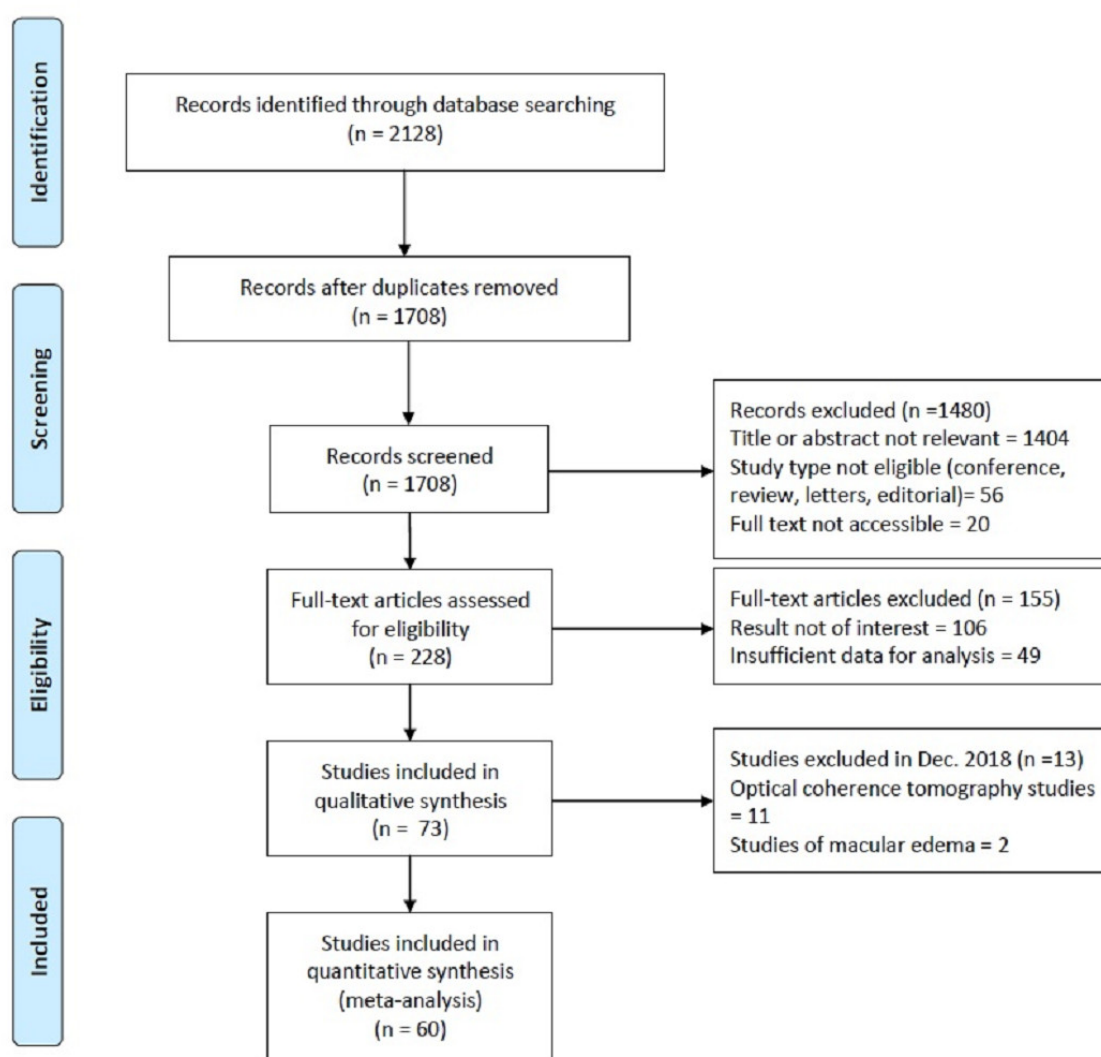 Identification
Records identified through database searching
(n = 2128)
Records after duplicates removed
(n = 1708)
Screening
Records screened
(n = 1708)
Records excluded (n =1480)
Title or abstract not relevant = 1404
Study type not eligible (conference,
review, letters, editorial)= 56
Full text not accessible = 20
Eligibility
Full-text articles assessed
for eligibility
(n = 228)
Full-text articles excluded (n = 155)
Result not of interest = 106
Insufficient data for analysis = 49
Studies included in
qualitative synthesis
(n = 73)
Studies excluded in Dec. 2018 (n =13)
Optical coherence tomography studies
= 11
Studies of macular edema = 2
Included
Studies included in
quantitative synthesis
(meta-analysis)
(n = 60)